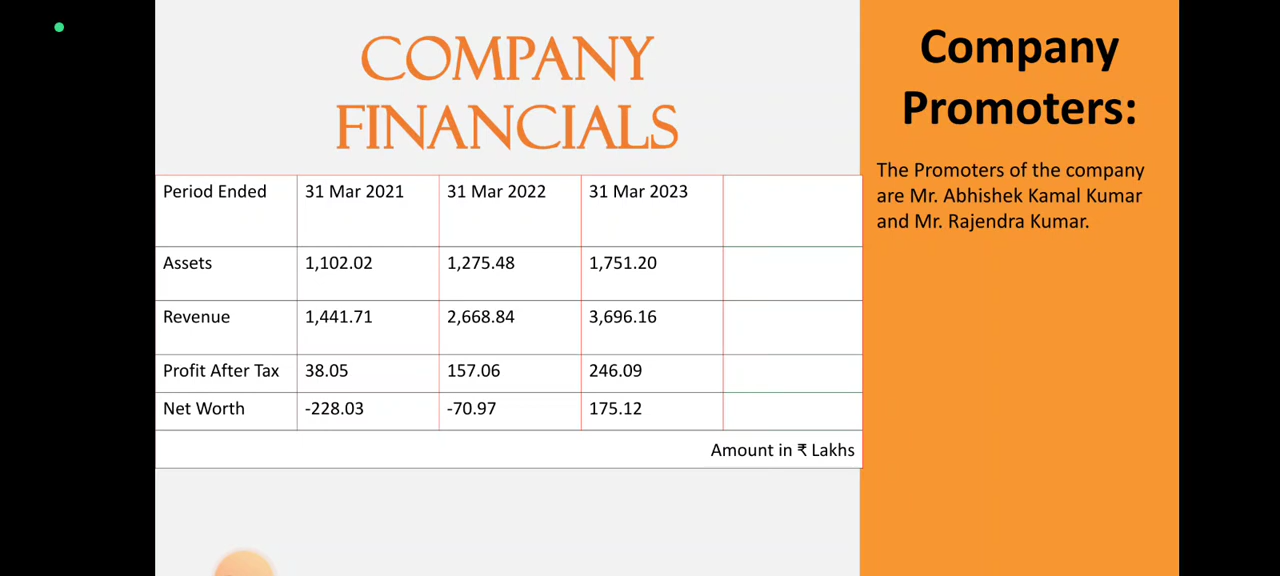 COMPANY
FINANCIALS
Period Ended 31 Mar 2021 31 Mar 2022 31 Mar 2023
Assets 1,102.02 1,275.48 1,751.20
Revenue 1,441.71 2,668.84 3,696.16
Profit After Tax 38.05 157.06 246.09
Net Worth -228.03 -70.97 175.12
Amount in ₹ Lakhs
Company
Promoters:
The Promoters of the company
are Mr. Abhishek Kamal Kumar
and Mr. Rajendra Kumar.